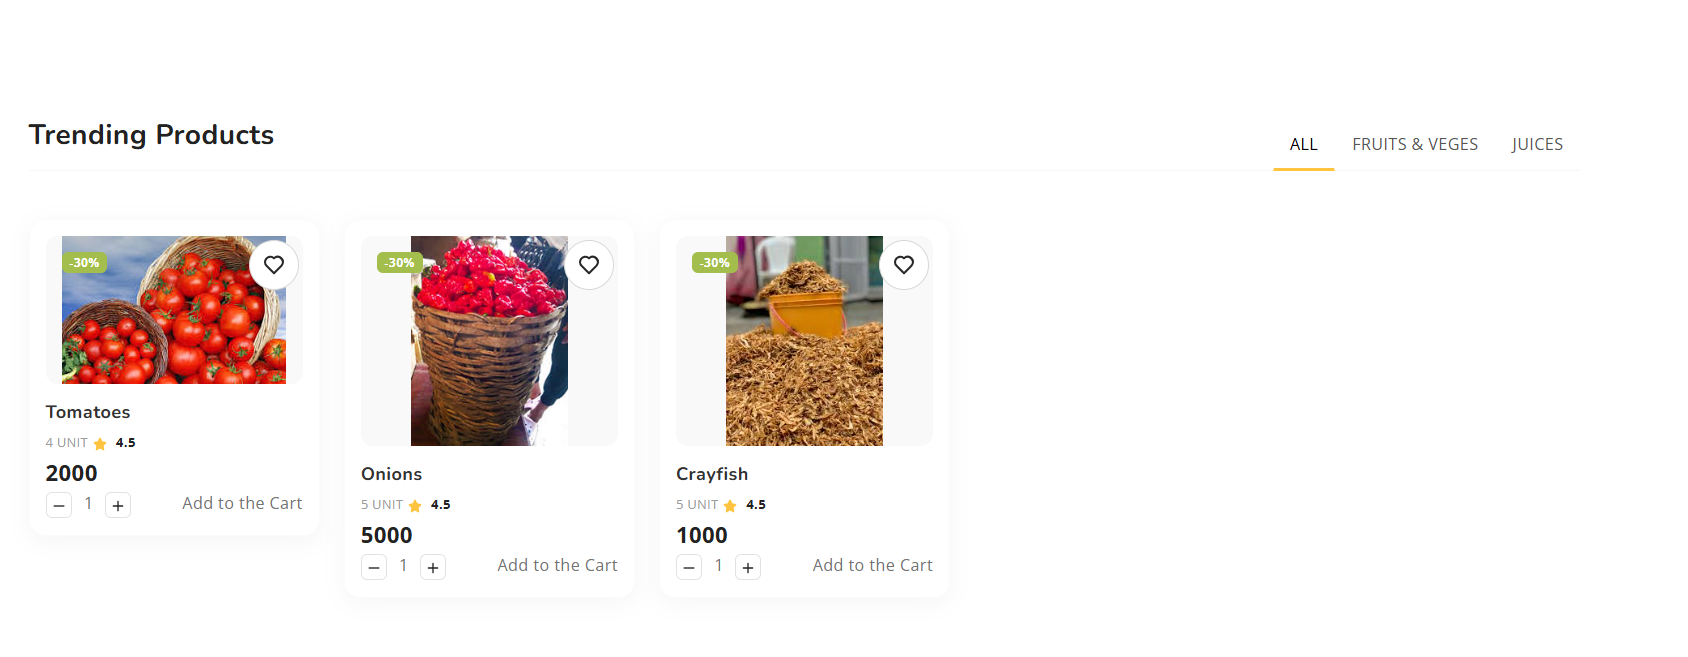 Trending Products
ALL FRUITS & VEGES JUICES
-30%
Tomatoes
4 UNIT 4.5
2000
1 Add to the Cart
-30%
Onions
5 UNIT 4.5
5000
1 Add to the Cart
-30%
Crayfish
5 UNIT 4.5
1000
1 Add to the Cart